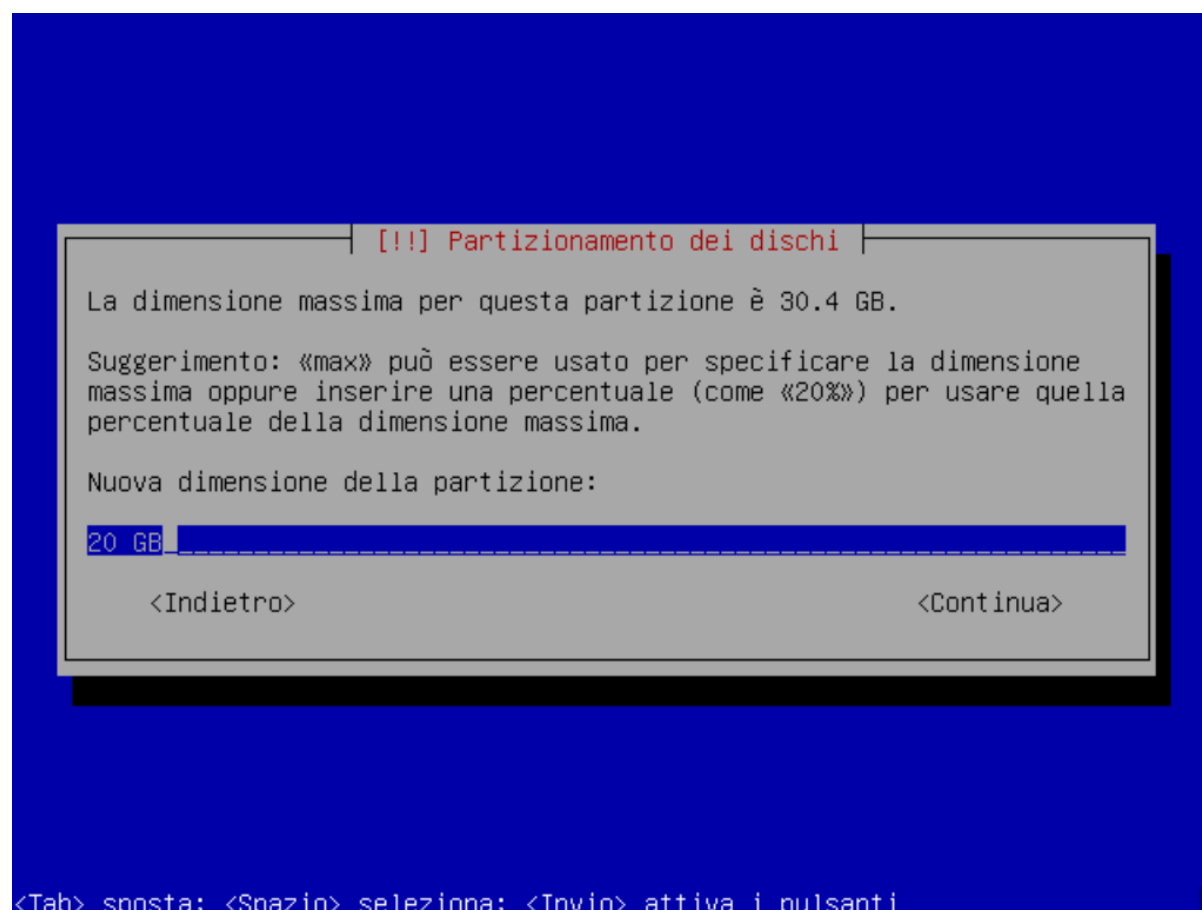 [!!] Partizionamento dei dischi
La dimensione massima per questa partizione è 30.4 GB.
Suggerimento: «max» può essere usato per specificare la dimensione
massima oppure inserire una percentuale (come «20%») per usare quella
percentuale della dimensione massima.
Nuova dimensione della partizione:
20 GB
<Indietro> <Continua>
<Tab> sposta; <Spazio> seleziona; <Invio> attiva i pulsanti